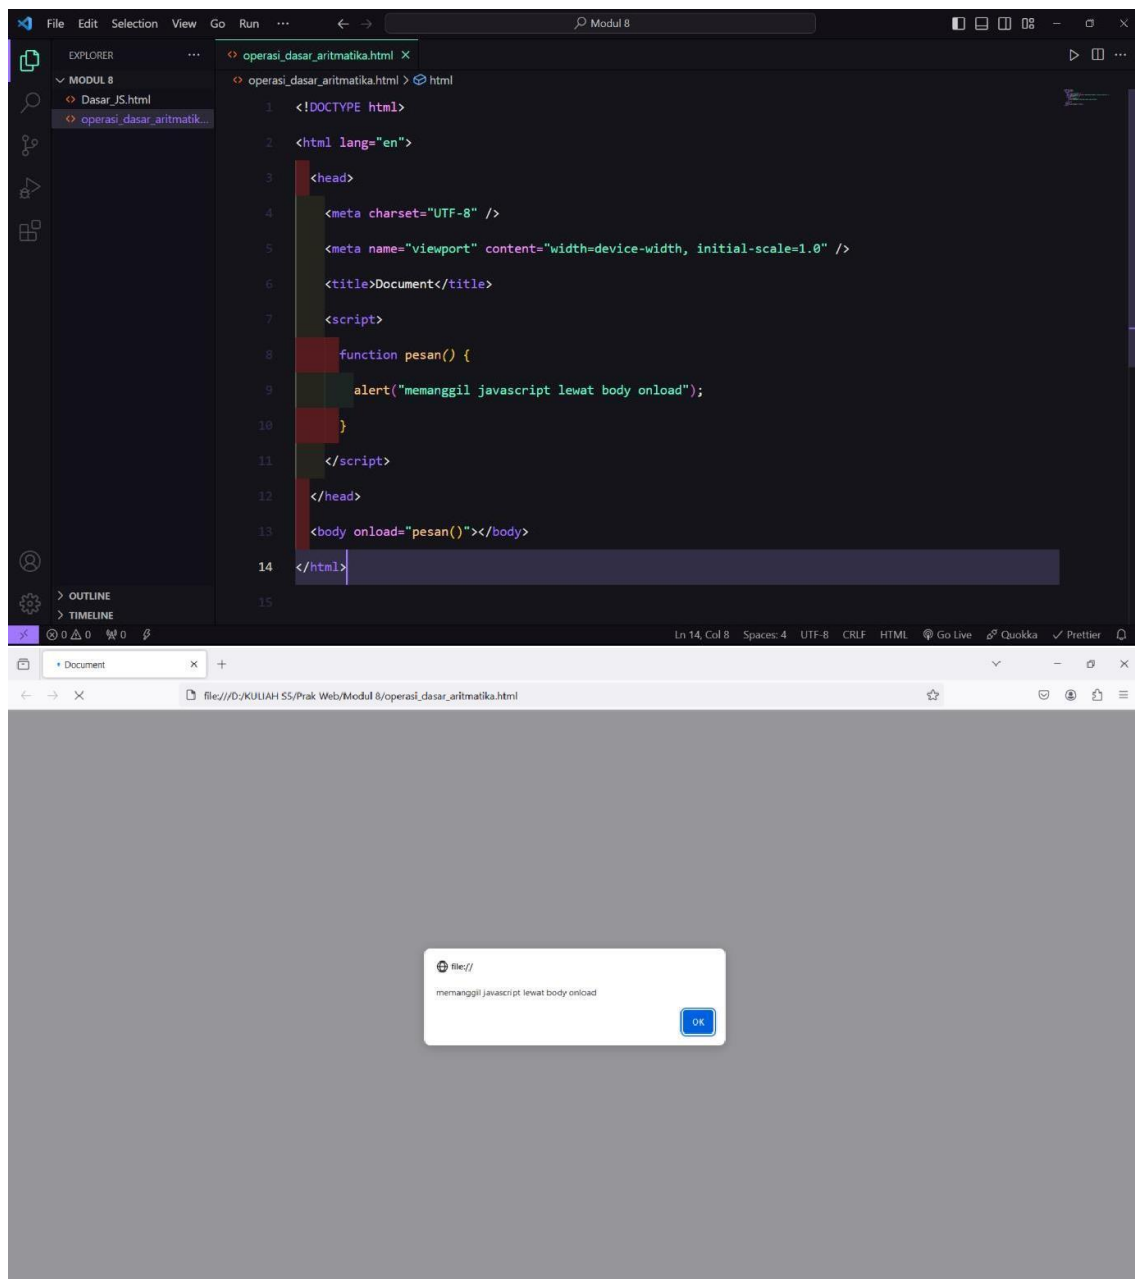 File Edit Selection View Go Run ··· ← → Modul 8
EXPLORER ···
MODUL 8
Dasar_JS.html
operasi_dasar_aritmatik...
operasi_dasar_aritmatika.html ×
operasi_dasar_aritmatika.html > html
1 <!DOCTYPE html>
2 <html lang="en">
3 <head>
4 <meta charset="UTF-8" />
5 <meta name="viewport" content="width=device-width, initial-scale=1.0" />
6 <title>Document</title>
7 <script>
8 function pesan() {
9 alert("memanggil javascript lewat body onload");
10 }
11 </script>
12 </head>
13 <body onload="pesan()"></body>
14 </html>
15
> OUTLINE
> TIMELINE
0 0 0 Ln 14, Col 8 Spaces: 4 UTF-8 CRLF HTML Go Live Quokka ✓ Prettier
Document × +
file:///D:/KULIAH S5/Prak Web/Modul 8/operasi_dasar_aritmatika.html
file://
memanggil javascript lewat body onload
OK